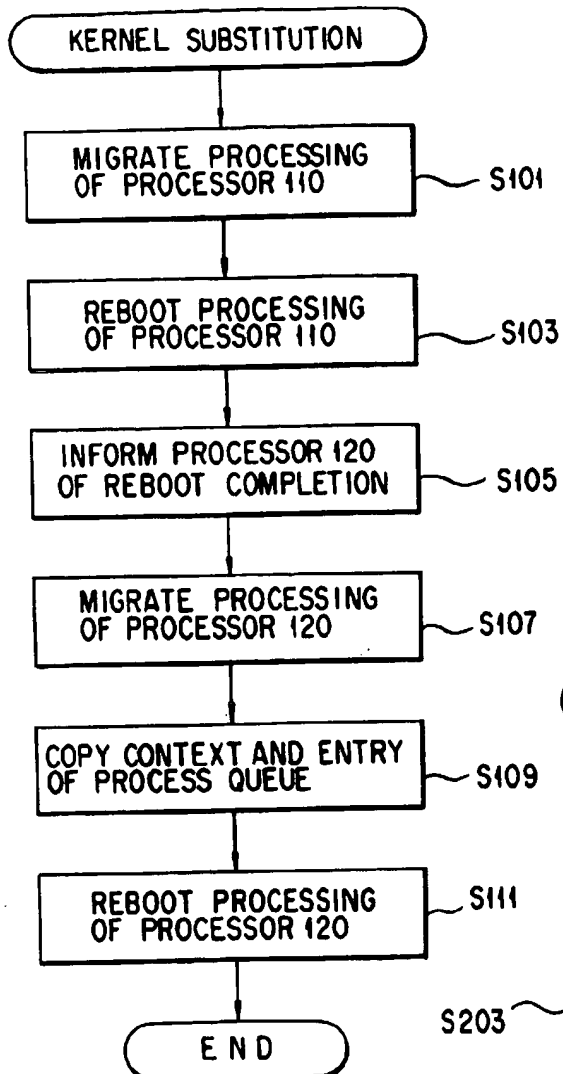 KERNEL SUBSTITUTION
MIGRATE PROCESSING
OF PROCESSOR 110
S101
REBOOT PROCESSING
OF PROCESSOR 110
S103
INFORM PROCESSOR 120
OF REBOOT COMPLETION
S105
MIGRATE PROCESSING
OF PROCESSOR 120
S107
COPY CONTEXT AND ENTRY
OF PROCESS QUEUE
S109
REBOOT PROCESSING
OF PROCESSOR 120
S111
END
S203